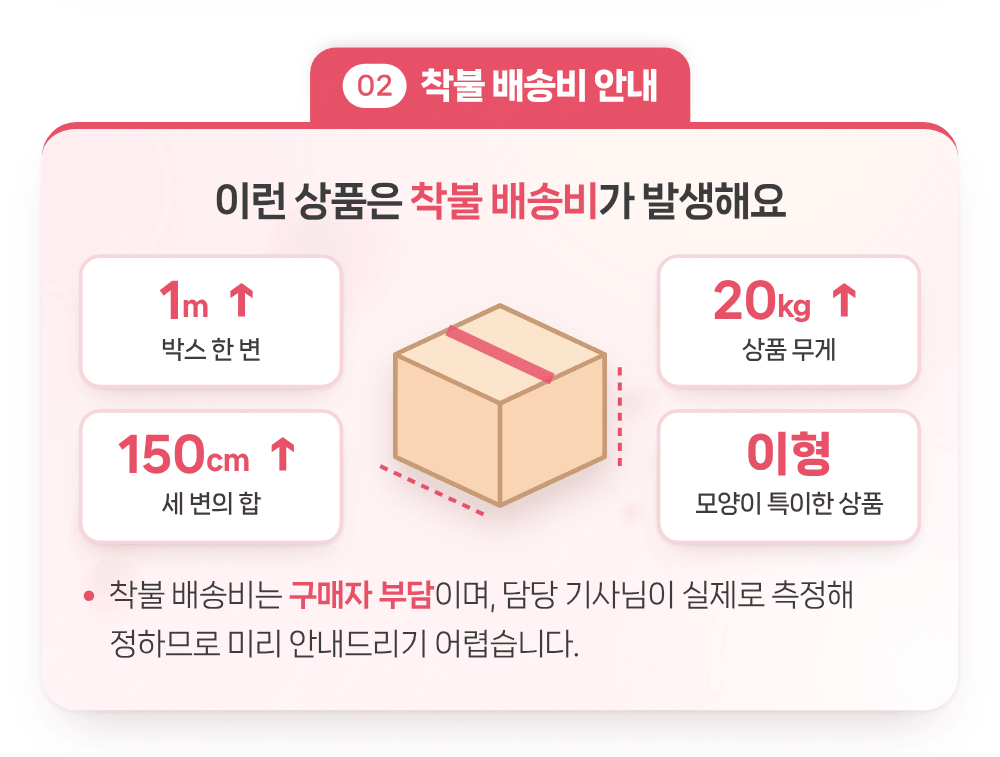 02 착불 배송비 안내
이런 상품은 착불 배송비가 발생해요
1m ↑
박스 한 변
20kg ↑
상품 무게
150cm ↑
세 변의 합
이형
모양이 특이한 상품
• 착불 배송비는 구매자 부담이며, 담당 기사님이 실제로 측정해
정하므로 미리 안내드리기 어렵습니다.